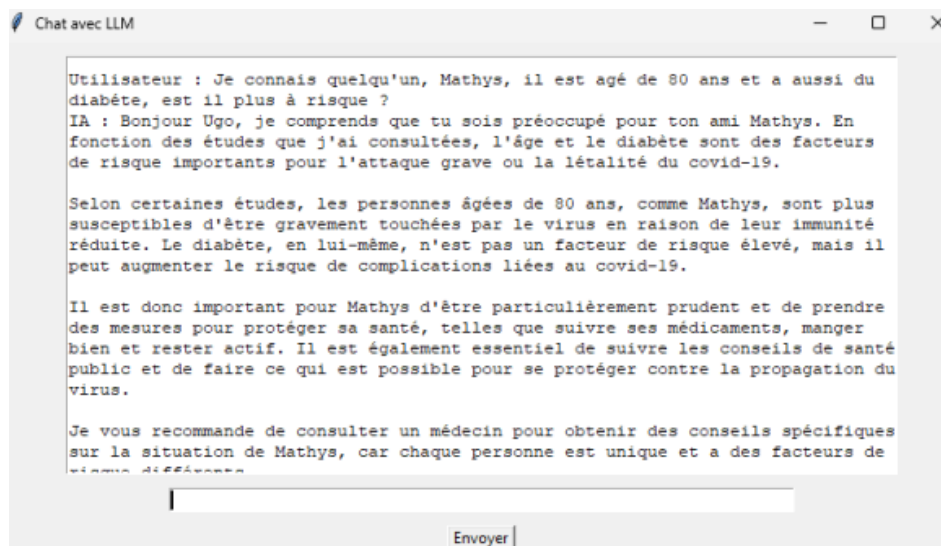 Chat avec LLM
Utilisateur : Je connais quelqu'un, Mathys, il est agé de 80 ans et a aussi du
diabéte, est il plus à risque ?
IA : Bonjour Ugo, je comprends que tu sois préoccupé pour ton ami Mathys. En
fonction des études que j'ai consultées, l'âge et le diabète sont des facteurs
de risque importants pour l'attaque grave ou la létalité du covid-19.
Selon certaines études, les personnes âgées de 80 ans, comme Mathys, sont plus
susceptibles d'être gravement touchées par le virus en raison de leur immunité
réduite. Le diabète, en lui-même, n'est pas un facteur de risque élevé, mais il
peut augmenter le risque de complications liées au covid-19.
Il est donc important pour Mathys d'être particulièrement prudent et de prendre
des mesures pour protéger sa santé, telles que suivre ses médicaments, manger
bien et rester actif. Il est également essentiel de suivre les conseils de santé
public et de faire ce qui est possible pour se protéger contre la propagation du
virus.
Je vous recommande de consulter un médecin pour obtenir des conseils spécifiques
sur la situation de Mathys, car chaque personne est unique et a des facteurs de
risque différents
Envoyer